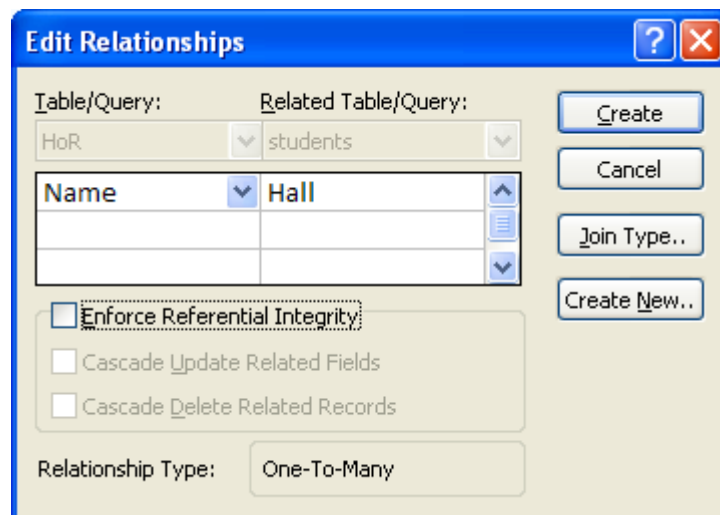 Edit Relationships
Table/Query: Related Table/Query:
HoR students
Name Hall
Enforce Referential Integrity
Cascade Update Related Fields
Cascade Delete Related Records
Relationship Type: One-To-Many
Create
Cancel
Join Type..
Create New..